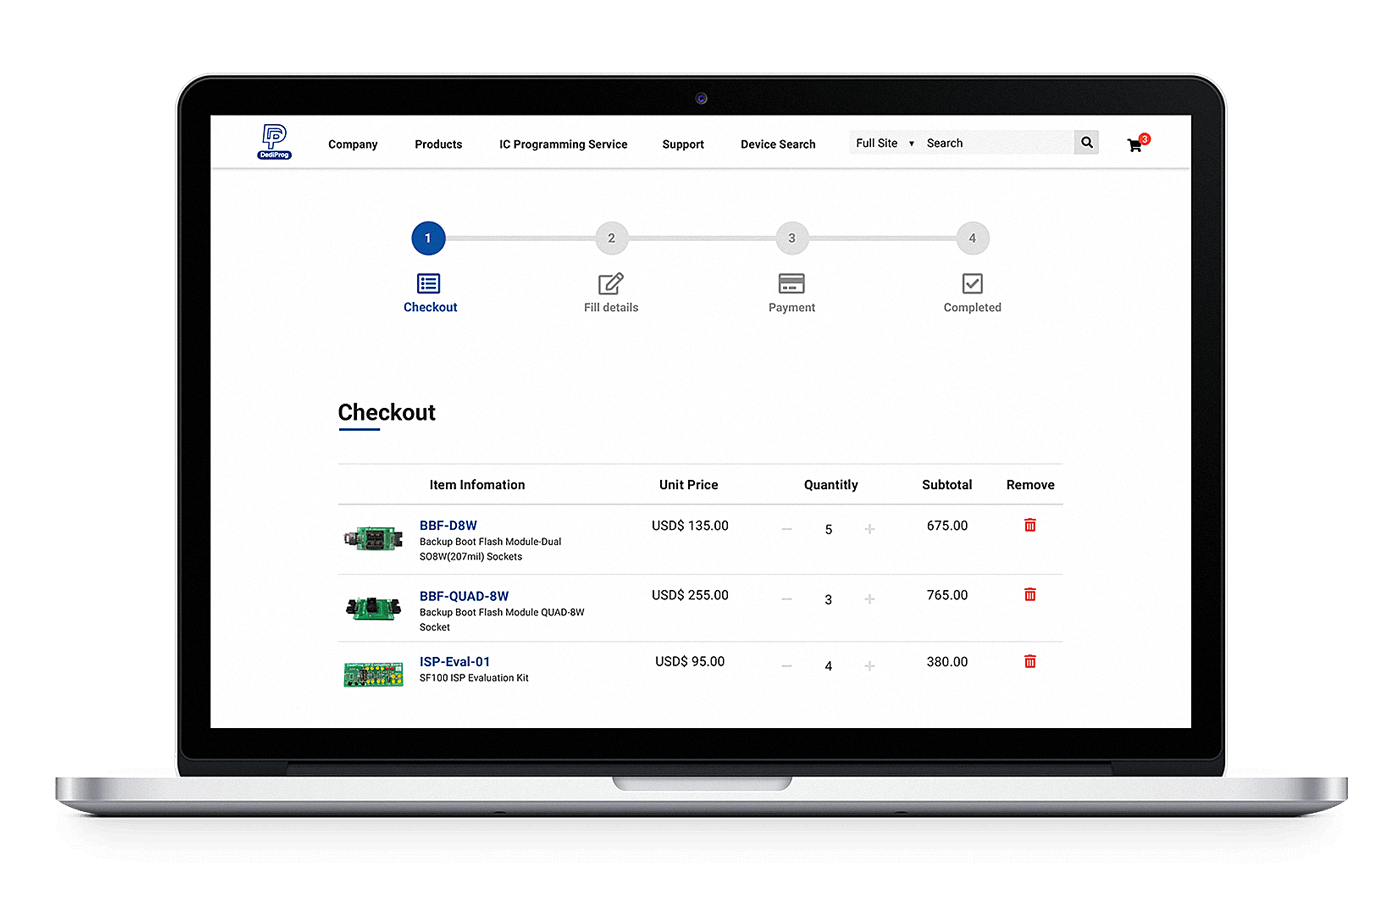 DediProg
Company Products IC Programming Service Support Device Search Full Site Search 3
1 2 3 4
Checkout Fill details Payment Completed
Checkout
Item Infomation Unit Price Quantitly Subtotal Remove
BBF-D8W USD$ 135.00 5 675.00
Backup Boot Flash Module-Dual
SO8W(207mil) Sockets
BBF-QUAD-8W USD$ 255.00 3 765.00
Backup Boot Flash Module QUAD-8W
Socket
ISP-Eval-01 USD$ 95.00 4 380.00
SF100 ISP Evaluation Kit